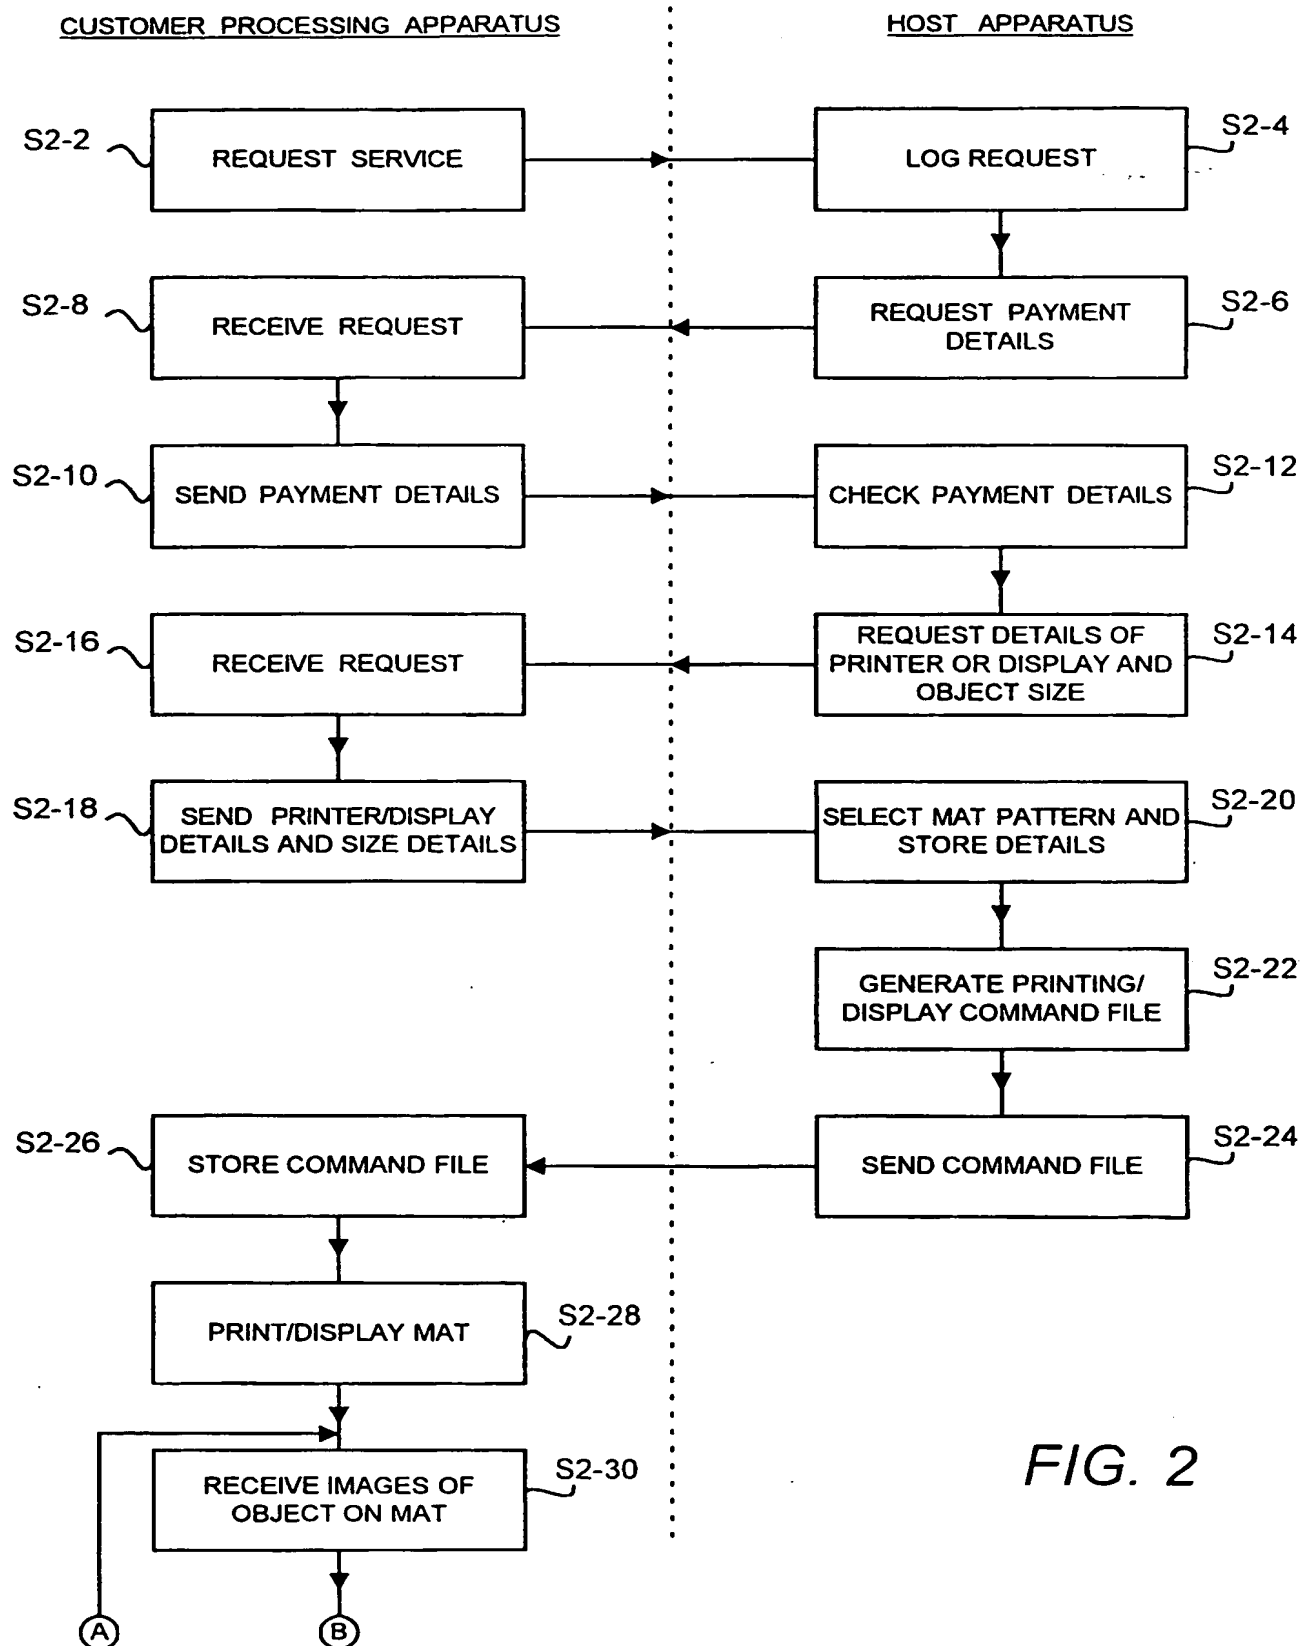 CUSTOMER PROCESSING APPARATUS
HOST APPARATUS
S2-2
REQUEST SERVICE
LOG REQUEST
S2-4
S2-8
RECEIVE REQUEST
REQUEST PAYMENT
DETAILS
S2-6
S2-10
SEND PAYMENT DETAILS
CHECK PAYMENT DETAILS
S2-12
S2-16
RECEIVE REQUEST
REQUEST DETAILS OF
PRINTER OR DISPLAY AND
OBJECT SIZE
S2-14
S2-18
SEND PRINTER/DISPLAY
DETAILS AND SIZE DETAILS
SELECT MAT PATTERN AND
STORE DETAILS
S2-20
GENERATE PRINTING/
DISPLAY COMMAND FILE
S2-22
S2-26
STORE COMMAND FILE
SEND COMMAND FILE
S2-24
PRINT/DISPLAY MAT
S2-28
RECEIVE IMAGES OF
OBJECT ON MAT
S2-30
FIG. 2
A
B